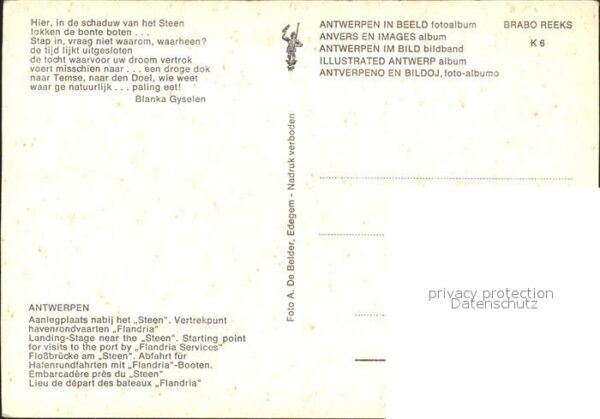 Hier, in de schaduw van het Steen
lokken de bonte boten . . .
Stap in, vraag niet waarom, waarheen?
de tijd lijkt uitgesloten
de tocht waarvoor uw droom vertrok
voert misschien naar . . . een droge dok
naar Temse, naar den Doel, wie weet
waar ge natuurlijk . . . paling eet!
Blanka Gyselen
ANTWERPEN IN BEELD fotoalbum
ANVERS EN IMAGES album
ANTWERPEN IM BILD bildband
ILLUSTRATED ANTWERP album
ANTVERPENO EN BILDOJ, foto-albumo
BRABO REEKS
K 6
Foto A. De Belder, Edegem - Nadruk verboden
privacy protection
Datenschutz
ANTWERPEN
Aanlegplaats nabij het „Steen". Vertrekpunt
havenrondvaarten „Flandria"
Landing-Stage near the „Steen". Starting point
for visits to the port by „Flandria Services"
Floßbrücke am „Steen". Abfahrt für
Hafenrundfahrten mit „Flandria"-Booten.
Embarcadère près du „Steen"
Lieu de départ des bateaux „Flandria"